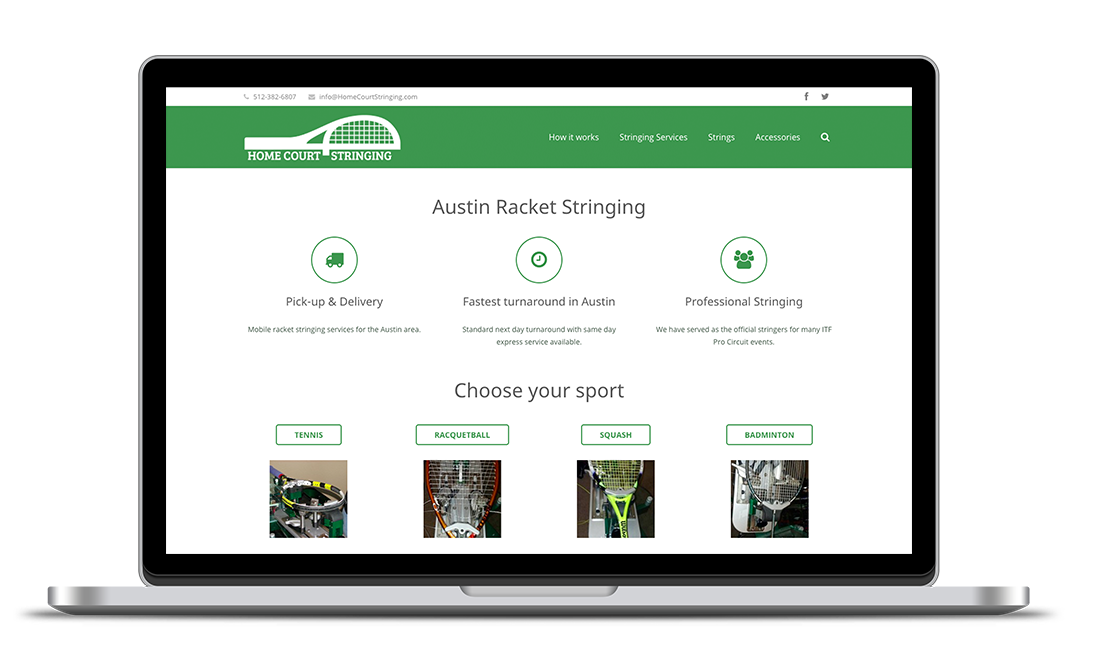 512-382-6807 info@HomeCourtStringing.com
HOME COURT STRINGING
How it works Stringing Services Strings Accessories
Austin Racket Stringing
Pick-up & Delivery Fastest turnaround in Austin Professional Stringing
Mobile racket stringing services for the Austin area. Standard next day turnaround with same day We have served as the official stringers for many ITF
express service available. Pro Circuit events.
Choose your sport
TENNIS RACQUETBALL SQUASH BADMINTON